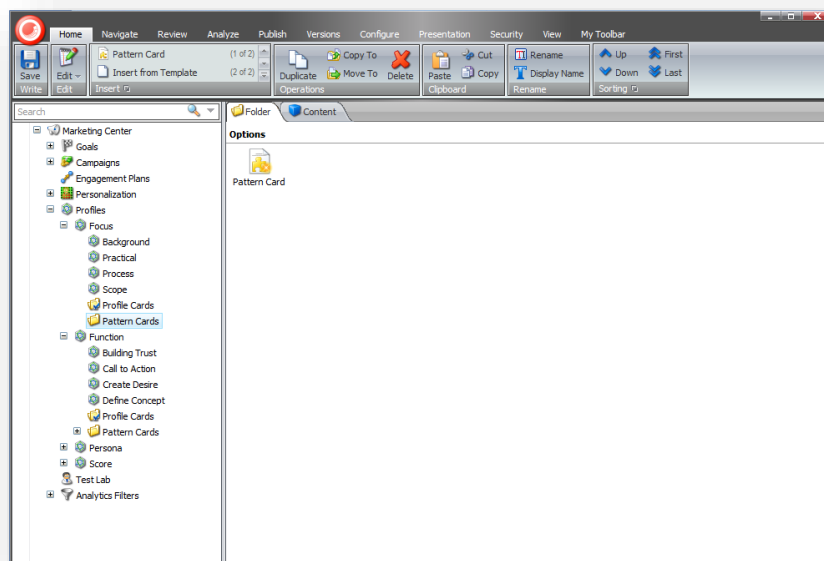 Home Navigate Review Analyze Publish Versions Configure Presentation Security View My Toolbar
Save
Write
Edit
Edit
Pattern Card (1 of 2)
Insert from Template (2 of 2)
Insert
Duplicate
Copy To
Move To
Delete
Operations
Paste
Cut
Copy
Clipboard
Rename
Display Name
Rename
Up First
Down Last
Sorting
Search
Folder Content
Options
Pattern Card
Marketing Center
Goals
Campaigns
Engagement Plans
Personalization
Profiles
Focus
Background
Practical
Process
Scope
Profile Cards
Pattern Cards
Function
Building Trust
Call to Action
Create Desire
Define Concept
Profile Cards
Pattern Cards
Persona
Score
Test Lab
Analytics Filters